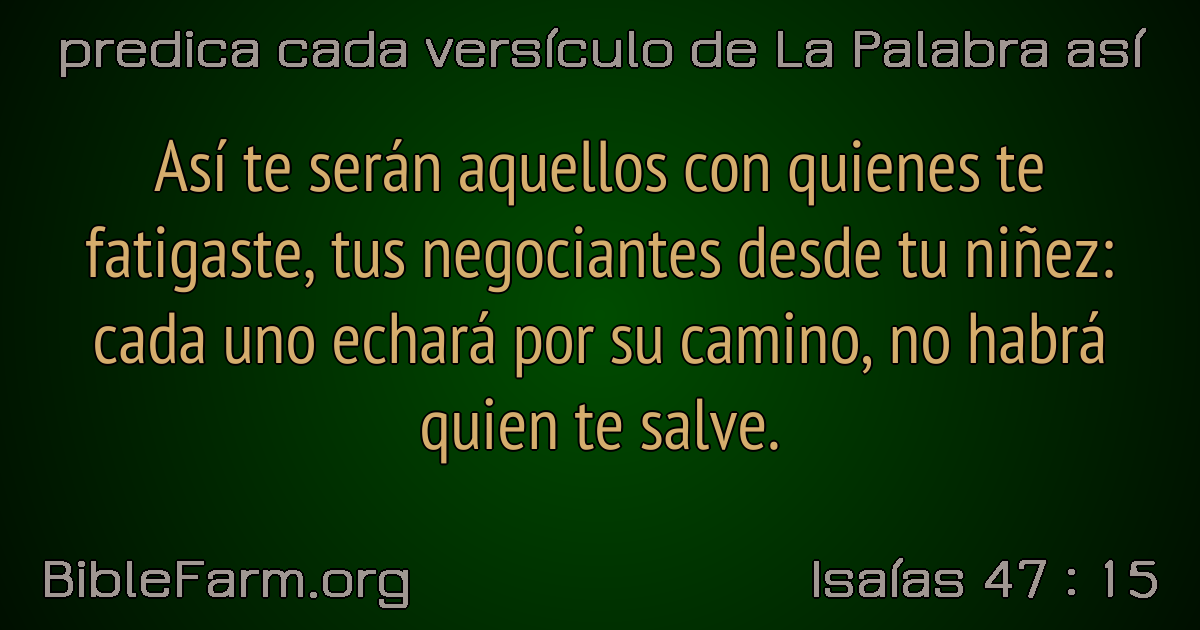 predica cada versículo de La Palabra así
Así te serán aquellos con quienes te
fatigaste, tus negociantes desde tu niñez:
cada uno echará por su camino, no habrá
quien te salve.
BibleFarm.org
Isaías 47 : 15